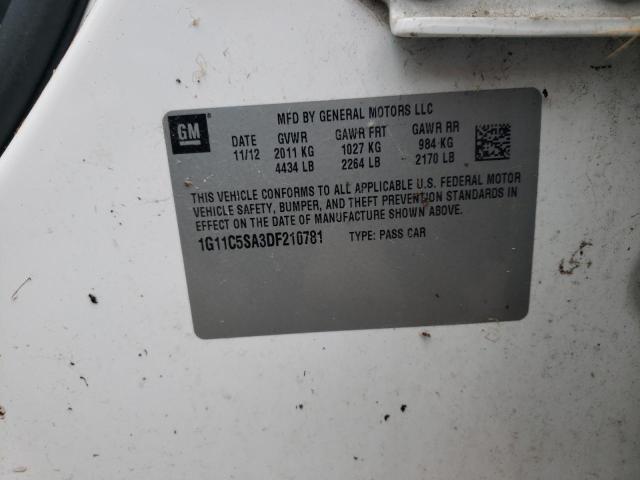 MFD BY GENERAL MOTORS LLC
GM
DATE GVWR GAWR FRT GAWR RR
11/12 2011 KG 1027 KG 984 KG
4434 LB 2264 LB 2170 LB
THIS VEHICLE CONFORMS TO ALL APPLICABLE U.S. FEDERAL MOTOR
VEHICLE SAFETY, BUMPER, AND THEFT PREVENTION STANDARDS IN
EFFECT ON THE DATE OF MANUFACTURE SHOWN ABOVE.
1G11C5SA3DF210781 TYPE: PASS CAR